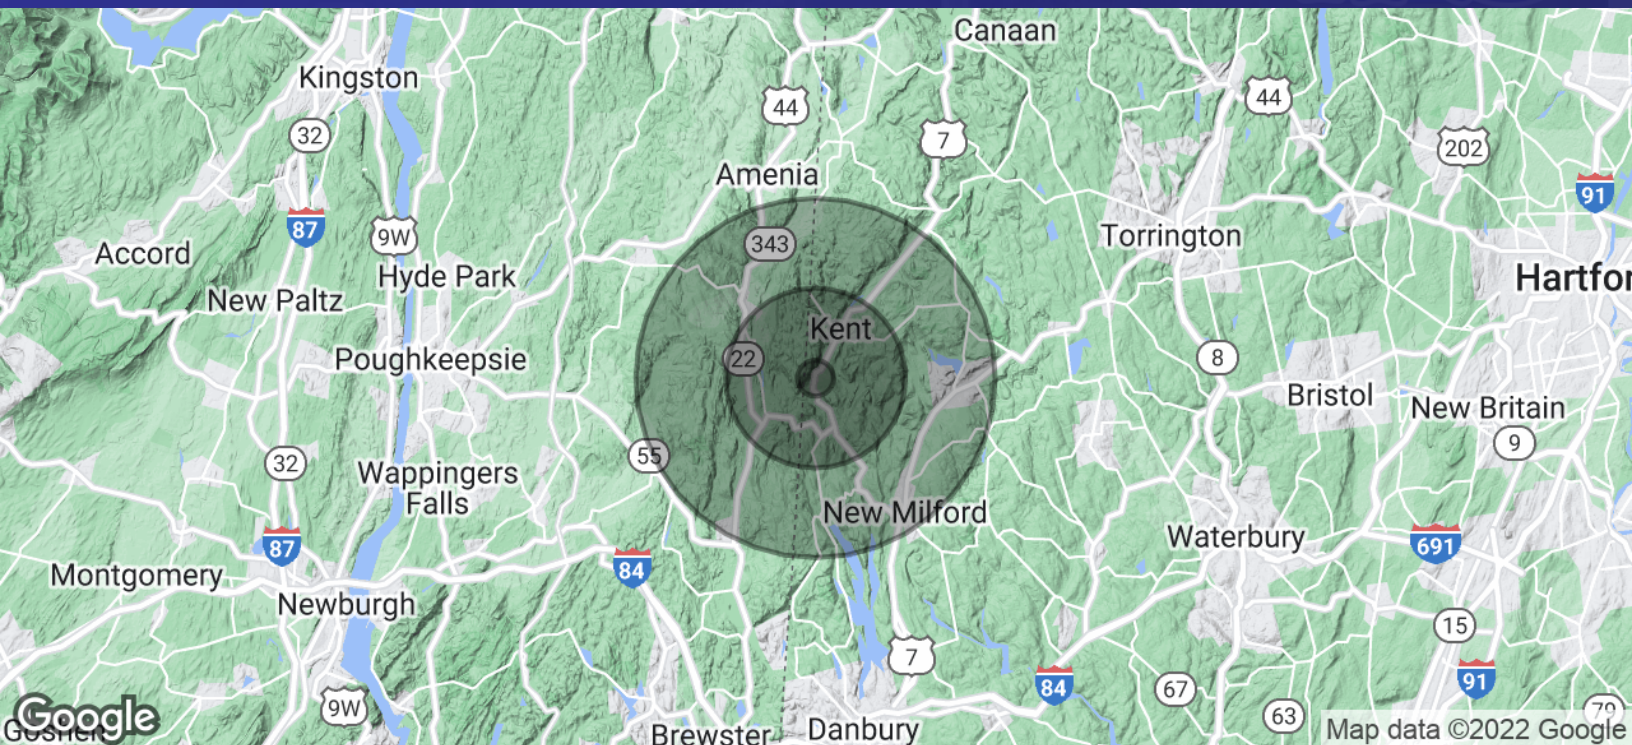 Canaan
Kingston
44
44
32
7
202
Amenia
91
87
9W
343
Torrington
Accord
Hyde Park
Hartfor
New Paltz
Kent
Poughkeepsie
22
8
Bristol
New Britain
9
55
32
Wappingers
Falls
New Milford
Waterbury
87
691
84
Montgomery
Newburgh
15
7
84
67
91
9W
63
79
Google
Goshen
Brewster
Danbury
Map data ©2022 Google